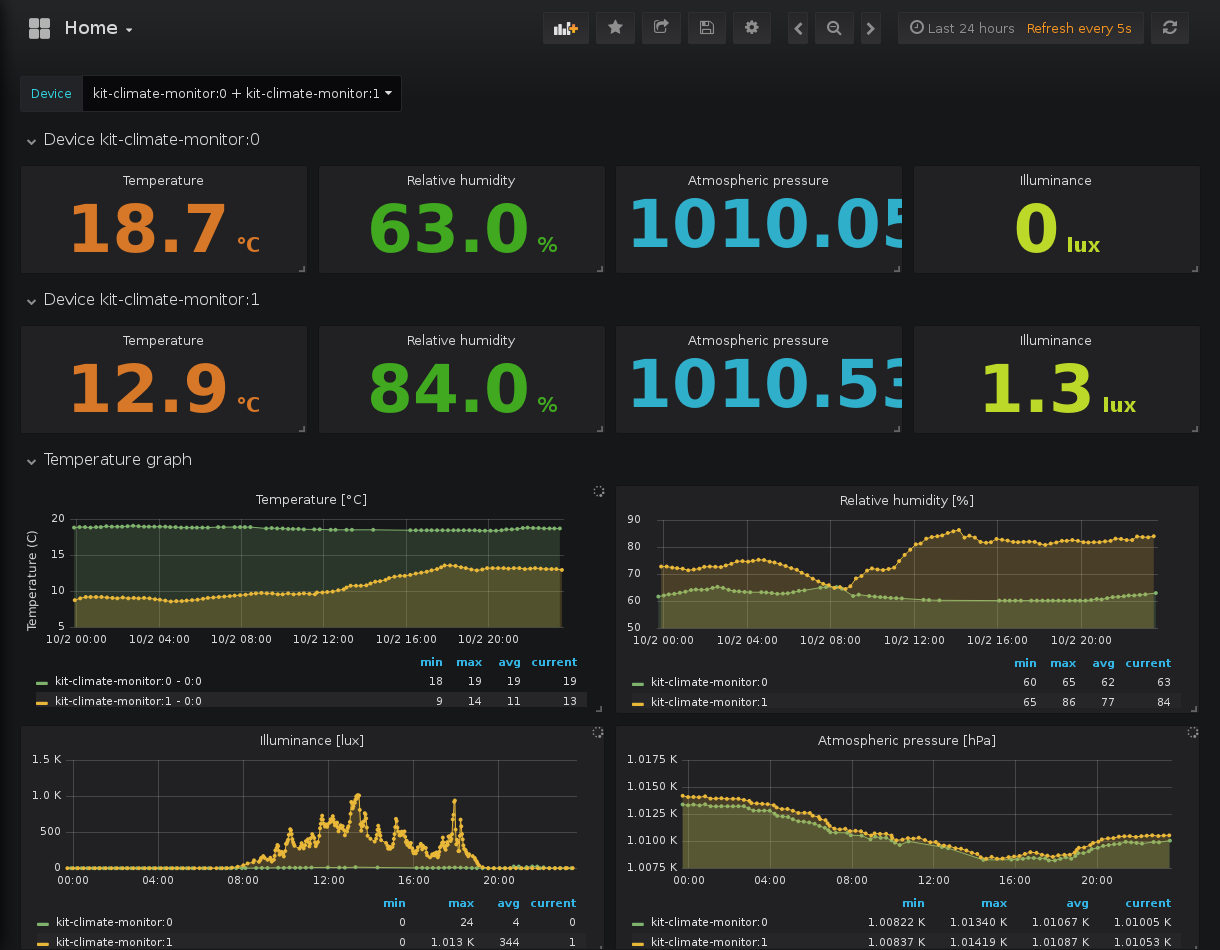 Home
Last 24 hours Refresh every 5s
Device kit-climate-monitor:0 + kit-climate-monitor:1
Device kit-climate-monitor:0
Temperature Relative humidity Atmospheric pressure Illuminance
18.7 °C 63.0 % 1010.05 0 lux
Device kit-climate-monitor:1
Temperature Relative humidity Atmospheric pressure Illuminance
12.9 °C 84.0 % 1010.53 1.3 lux
Temperature graph
Temperature [°C]
Temperature (C)
20
15
10
5
10/2 00:00 10/2 04:00 10/2 08:00 10/2 12:00 10/2 16:00 10/2 20:00
min max avg current
kit-climate-monitor:0 - 0:0 18 19 19 19
kit-climate-monitor:1 - 0:0 9 14 11 13
Relative humidity [%]
90
80
70
60
50
10/2 00:00 10/2 04:00 10/2 08:00 10/2 12:00 10/2 16:00 10/2 20:00
min max avg current
kit-climate-monitor:0 60 65 62 63
kit-climate-monitor:1 65 86 77 84
Illuminance [lux]
1.5 K
1.0 K
500
0
00:00 04:00 08:00 12:00 16:00 20:00
min max avg current
kit-climate-monitor:0 0 24 4 0
kit-climate-monitor:1 0 1.013 K 344 1
Atmospheric pressure [hPa]
1.0175 K
1.0150 K
1.0125 K
1.0100 K
1.0075 K
00:00 04:00 08:00 12:00 16:00 20:00
min max avg current
kit-climate-monitor:0 1.00822 K 1.01340 K 1.01067 K 1.01005 K
kit-climate-monitor:1 1.00837 K 1.01419 K 1.01087 K 1.01053 K